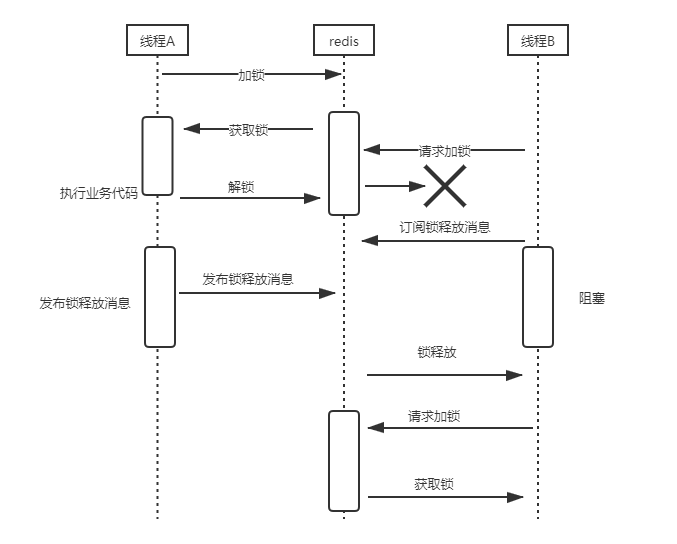 线程A
redis
线程B
加锁
获取锁
请求加锁
执行业务代码
解锁
订阅锁释放消息
发布锁释放消息
发布锁释放消息
阻塞
锁释放
请求加锁
获取锁